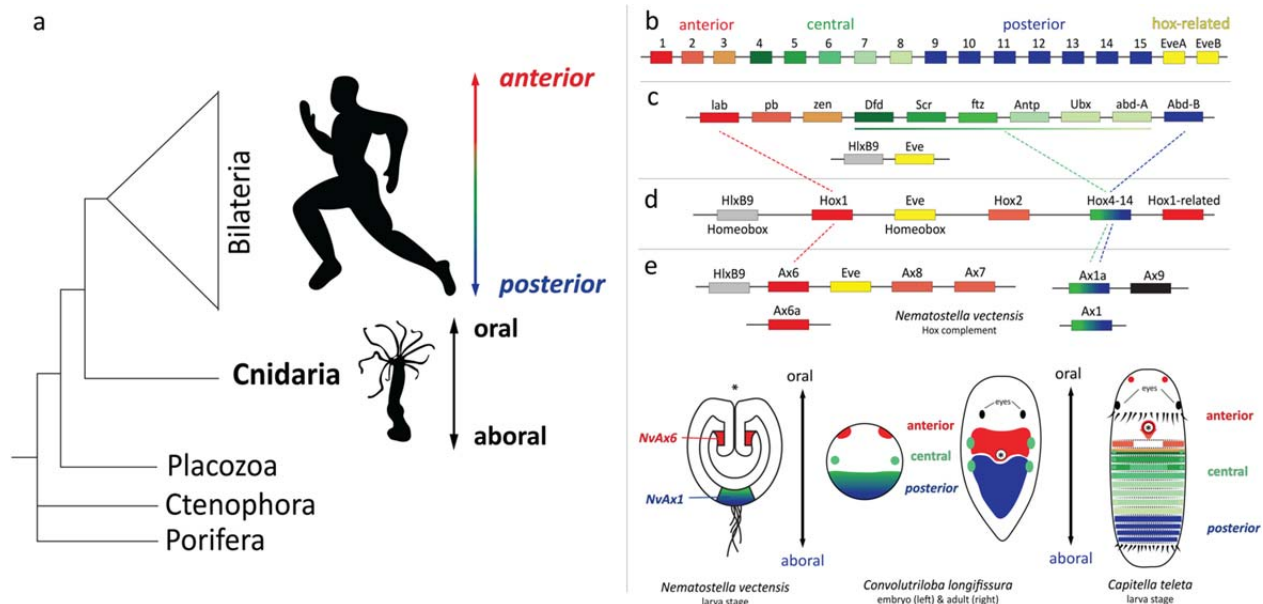 a
anterior
posterior
Bilateria
oral
Cnidaria
aboral
Placozoa
Ctenophora
Porifera
b
anterior central posterior hox-related
1 2 3 4 5 6 7 8 9 10 11 12 13 14 15 EveA EveB
c
lab pb zen Dfd Scr ftz Antp Ubx abd-A Abd-B
HlxB9 Eve
d
HlxB9 Hox1 Eve Hox2 Hox4-14 Hox1-related
Homeobox Homeobox
e
HlxB9 Ax6 Eve Ax8 Ax7 Ax1a Ax9
Ax6a Nematostella vectensis Ax1
Hox complement
* oral oral
eyes eyes
NvAx6 anterior anterior
central central
* *
NvAx1 posterior posterior
aboral aboral
Nematostella vectensis Convolutriloba longifissura Capitella teleta
larva stage embryo (left) & adult (right) larva stage